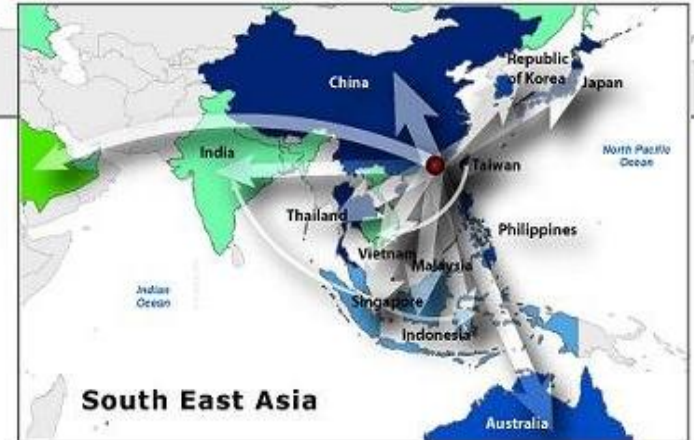 Republic
of Korea
China
Japan
North Pacific
Ocean
India
Taiwan
Thailand
Philippines
Vietnam
Malaysia
Indian
Ocean
Singapore
Indonesia
South East Asia
Australia